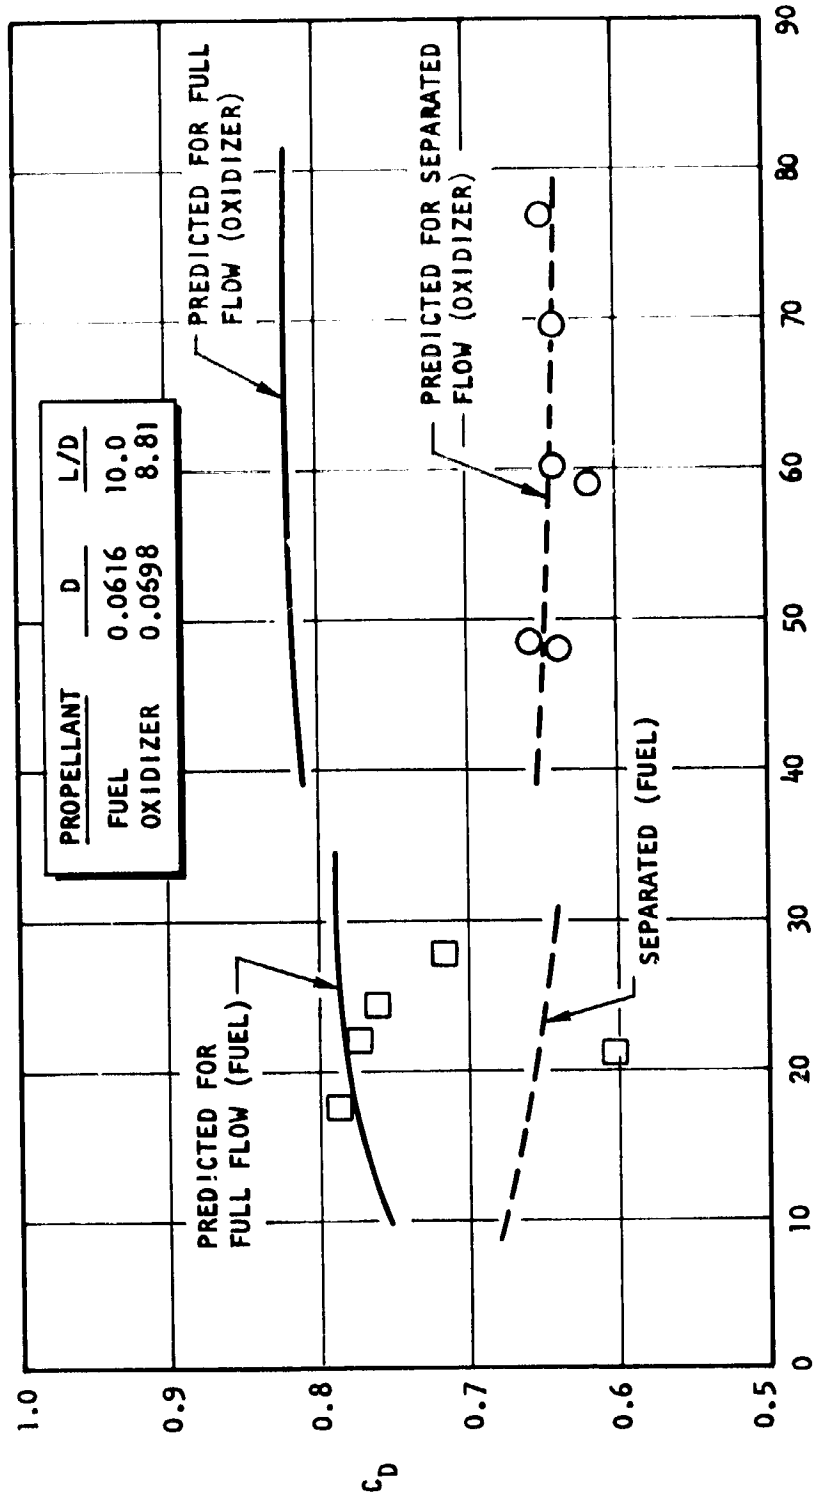 PROPELLANT D L/D
FUEL 0.0616 10.0
OXIDIZER 0.0698 8.81
PREDICTED FOR FULL
FLOW (OXIDIZER)
PREDICTED FOR
FULL FLOW (FUEL)
PREDICTED FOR SEPARATED
FLOW (OXIDIZER)
SEPARATED (FUEL)
CD
1.0
0.9
0.8
0.7
0.6
0.5
0 10 20 30 40 50 60 70 80 90